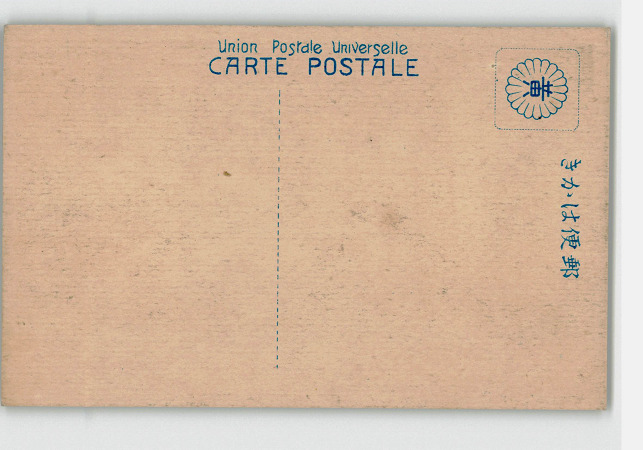 Union Postale Universelle
CARTE POSTALE
郵便はかき